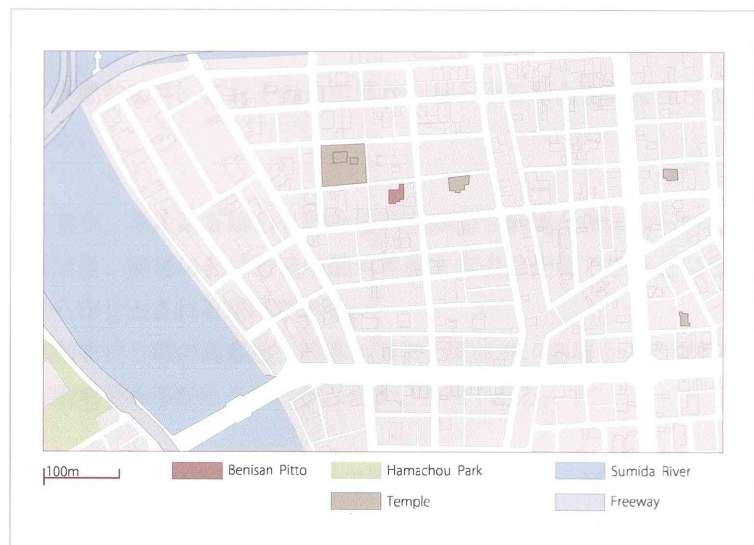 100m
Benisan Pitto
Hamachou Park
Sumida River
Temple
Freeway